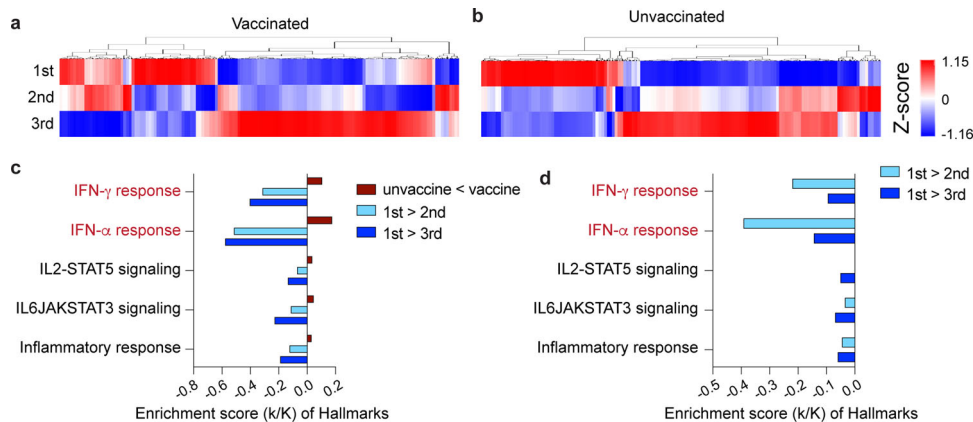 a
Vaccinated
1st
2nd
3rd
b
Unvaccinated
Z-score
1.15
0
-1.16
c
IFN-γ response
IFN-α response
IL2-STAT5 signaling
IL6JAKSTAT3 signaling
Inflammatory response
unvaccine < vaccine
1st > 2nd
1st > 3rd
-0.8 -0.6 -0.4 -0.2 0.0 0.2
Enrichment score (k/K) of Hallmarks
d
1st > 2nd
1st > 3rd
IFN-γ response
IFN-α response
IL2-STAT5 signaling
IL6JAKSTAT3 signaling
Inflammatory response
-0.5 -0.4 -0.3 -0.2 -0.1 0.0
Enrichment score (k/K) of Hallmarks